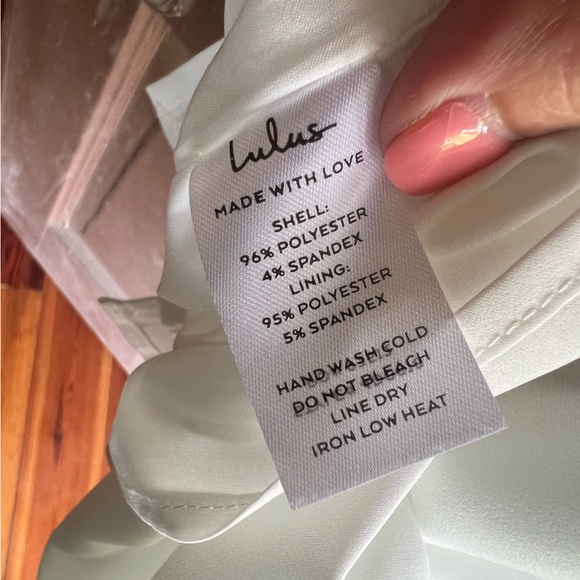 Lulus
MADE WITH LOVE
SHELL:
96% POLYESTER
4% SPANDEX
LINING:
95% POLYESTER
5% SPANDEX
HAND WASH COLD
DO NOT BLEACH
LINE DRY
IRON LOW HEAT